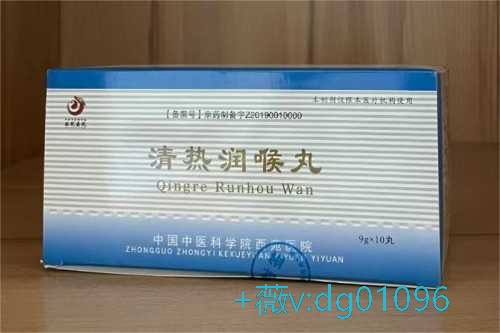 本制剂仅限本医疗机构使用
【备案号】京药制备字Z20190010000
清热润喉丸
Qingre Runhou Wan
9g×10丸
中国中医科学院西苑医院
ZHONGGUO ZHONGYI KEXUEYUAN XIYUAN YIYUAN
+薇v:dg01096